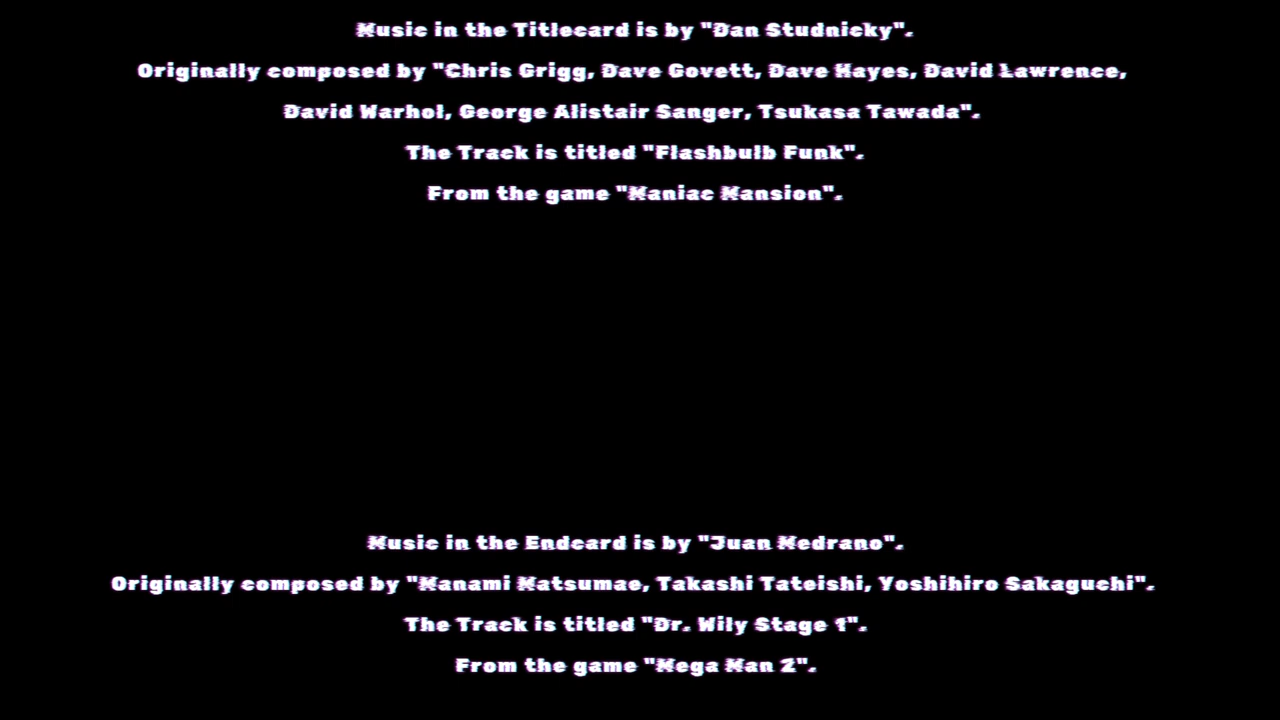 Music in the Titlecard is by "Dan Studnicky".
Originally composed by "Chris Grigg, Dave Govett, Dave Hayes, David Lawrence,
David Warhol, George Alistair Sanger, Tsukasa Tawada".
The Track is titled "Flashbulb Funk".
From the game "Maniac Mansion".
Music in the Endcard is by "Juan Medrano".
Originally composed by "Manami Matsumae, Takashi Tateishi, Yoshihiro Sakaguchi".
The Track is titled "Dr. Wily Stage 1".
From the game "Mega Man 2".